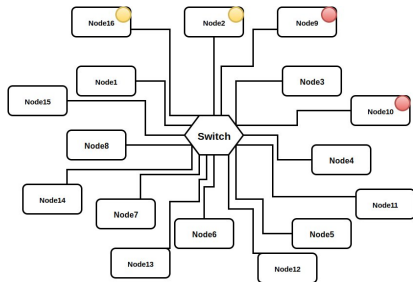 Node16
Node2
Node9
Node1
Node3
Node15
Node10
Switch
Node8
Node4
Node14
Node11
Node7
Node6
Node5
Node13
Node12